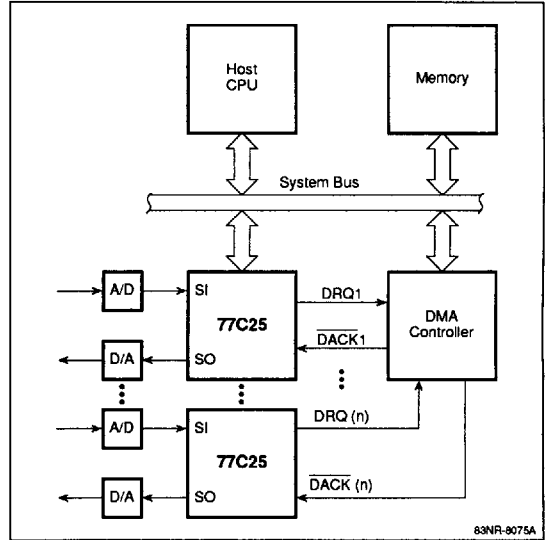 Host
CPU
Memory
System Bus
A/D
SI
77C25
DRQ1
DMA
Controller
DACK1
D/A
SO
A/D
SI
77C25
DRQ (n)
DACK (n)
D/A
SO
83NR-8075A